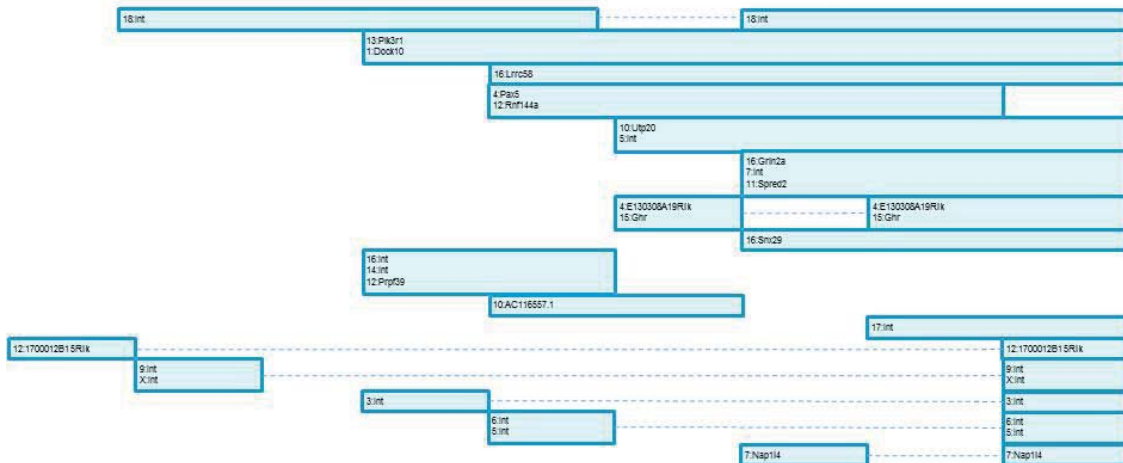 18:Int
18:Int
13:Pik3r1
1:Dock10
16:Lrrc58
4:Pax5
12:Rnf144a
10:Utp20
5:Int
16:Grin2a
7:Int
11:Spred2
4:E130308A19Rik
15:Ghr
4:E130308A19Rik
15:Ghr
16:Snx29
16:Int
14:Int
12:Prpf39
10:AC116557.1
17:Int
12:1700012B15Rik
12:1700012B15Rik
9:Int
X:Int
9:Int
X:Int
3:Int
3:Int
6:Int
5:Int
6:Int
5:Int
7:Nap1l4
7:Nap1l4